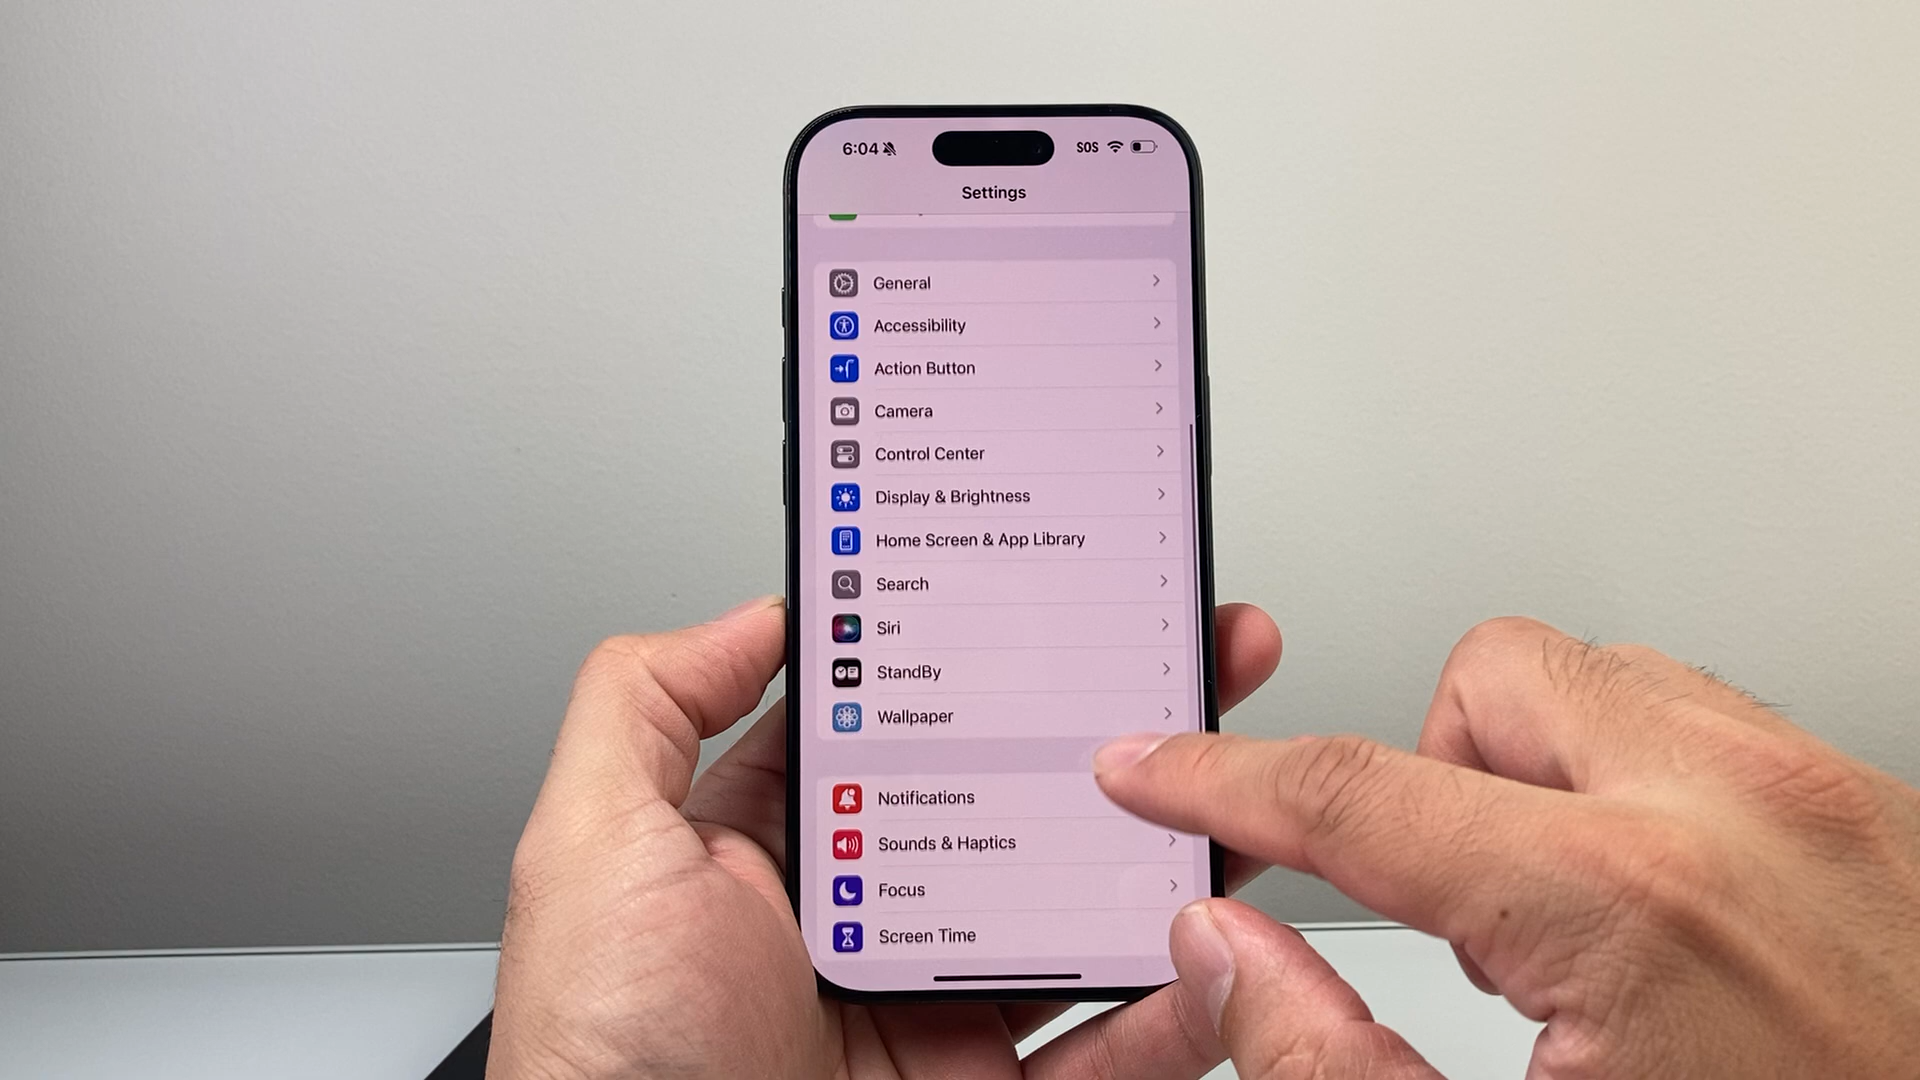 6:04 SOS
Settings
General
Accessibility
Action Button
Camera
Control Center
Display & Brightness
Home Screen & App Library
Search
Siri
StandBy
Wallpaper
Notifications
Sounds & Haptics
Focus
Screen Time